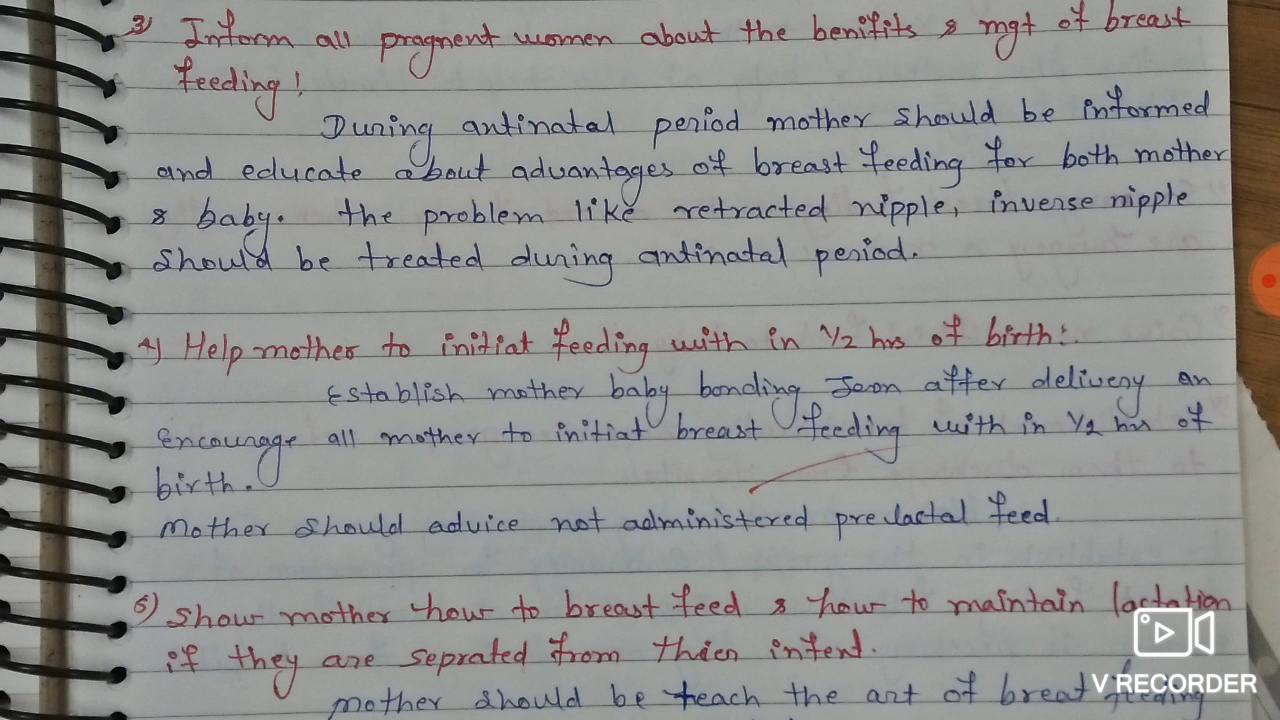 3) Inform all pragnent women about the benifits & mgt of breast
feeding!
During antinatal period mother should be informed
and educate about advantages of breast feeding for both mother
& baby. the problem like retracted nipple, inverse nipple
should be treated during antinatal period.
4) Help mother to initiat feeding with in 1/2 hrs of birth:
Establish mother baby bonding soon after delivery an
Encourage all mother to initiat breast feeding with in 1/2 hrs of
birth.
Mother should advice not administered prelactal feed.
5) Show mother how to breast feed & how to maintain lactation
if they are seprated from thier intent.
mother should be teach the art of breat feeding
V RECORDER